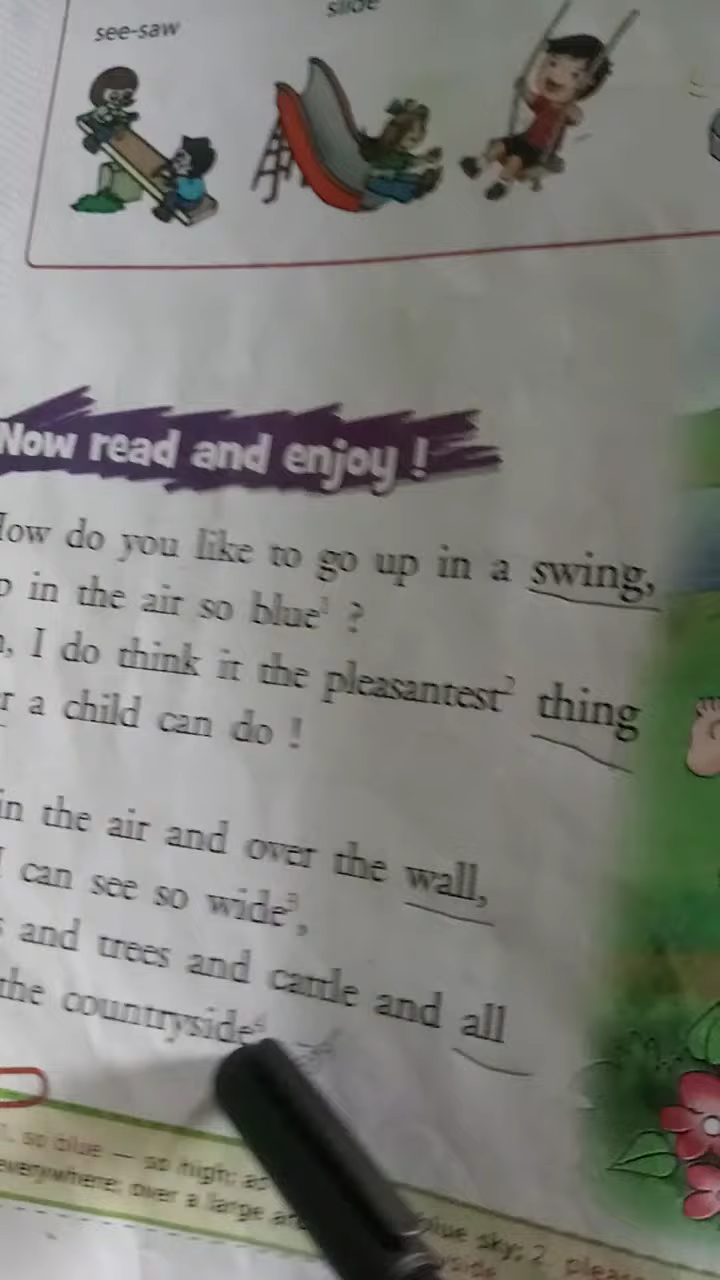 see-saw
slide
Now read and enjoy !
How do you like to go up in a swing,
in the air so blue¹ ?
I do think it the pleasantest² thing
a child can do !
in the air and over the wall,
I can see so wide³,
and trees and cattle and all
the countryside⁴
1. so blue — so high; as blue sky; 2.
everywhere; over a large